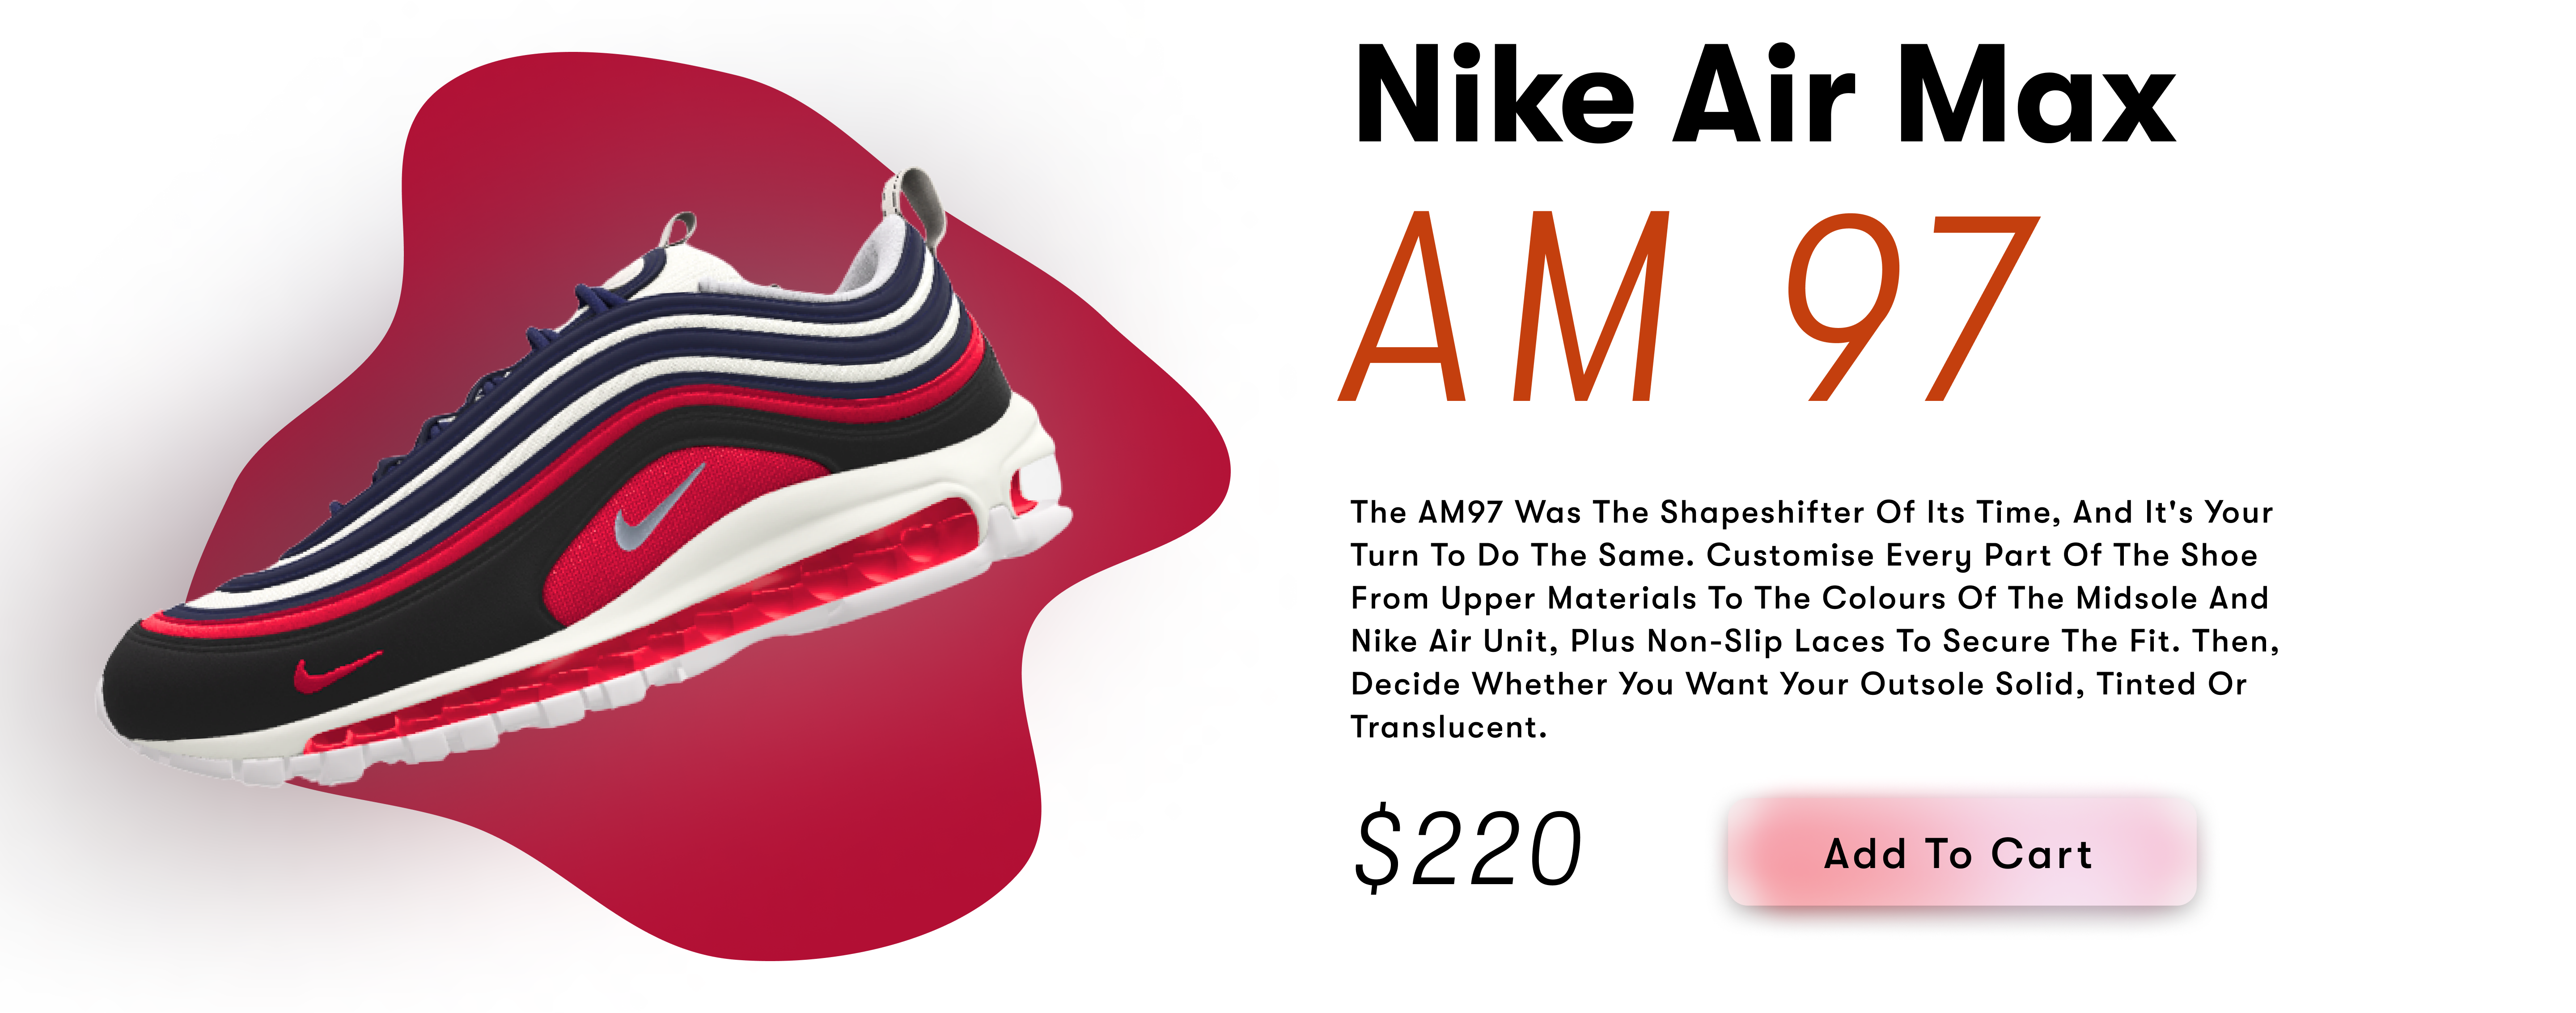 Nike Air Max
AM 97
The AM97 Was The Shapeshifter Of Its Time, And It's Your
Turn To Do The Same. Customise Every Part Of The Shoe
From Upper Materials To The Colours Of The Midsole And
Nike Air Unit, Plus Non-Slip Laces To Secure The Fit. Then,
Decide Whether You Want Your Outsole Solid, Tinted Or
Translucent.
$220
Add To Cart